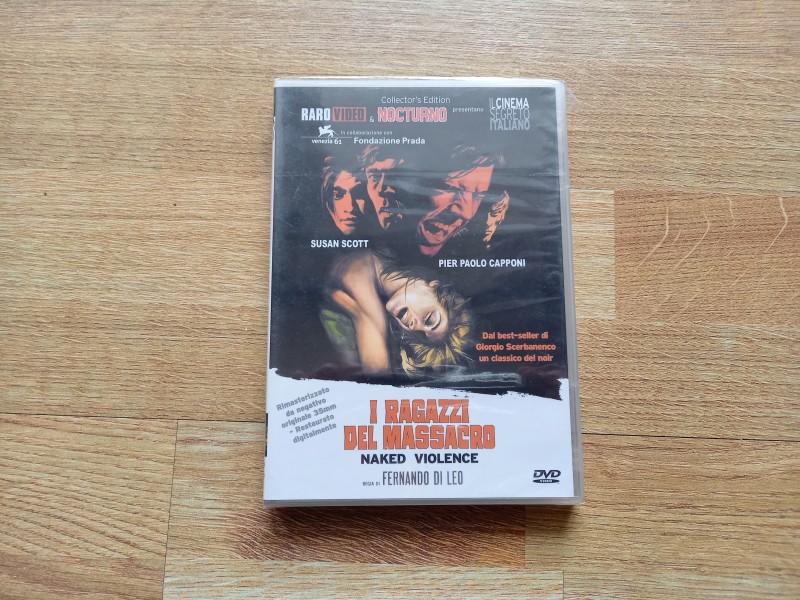 Collector's Edition
RAROVIDEO & NOCTURNO presentano
IL CINEMA
SEGRETO
ITALIANO
venezia 61
In collaborazione con
Fondazione Prada
SUSAN SCOTT
PIER PAOLO CAPPONI
Dal best-seller di
Giorgio Scerbanenco
un classico del noir
Rimasterizzato
da negativo
originale 35mm
- Restaurato
digitalmente
I RAGAZZI
DEL MASSACRO
NAKED VIOLENCE
REGIA DI FERNANDO DI LEO
DVD
VIDEO